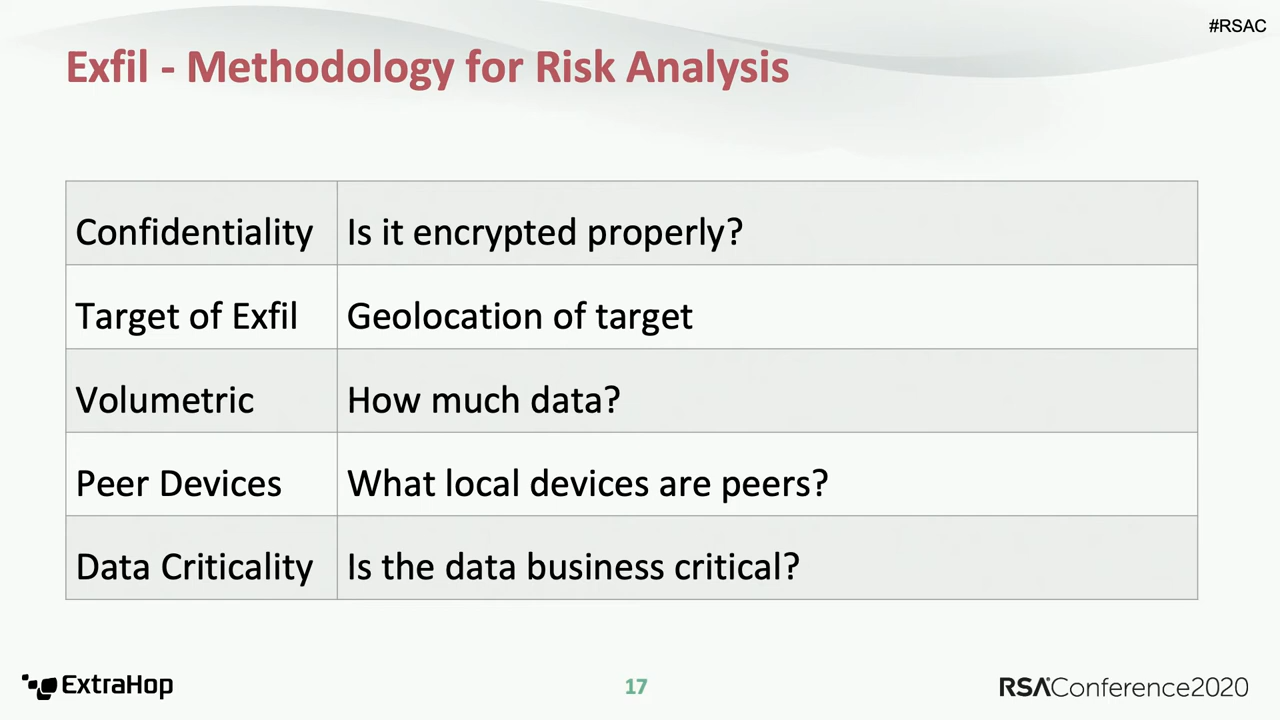 #RSAC
Exfil - Methodology for Risk Analysis
Confidentiality Is it encrypted properly?
Target of Exfil Geolocation of target
Volumetric How much data?
Peer Devices What local devices are peers?
Data Criticality Is the data business critical?
ExtraHop
17
RSAConference2020